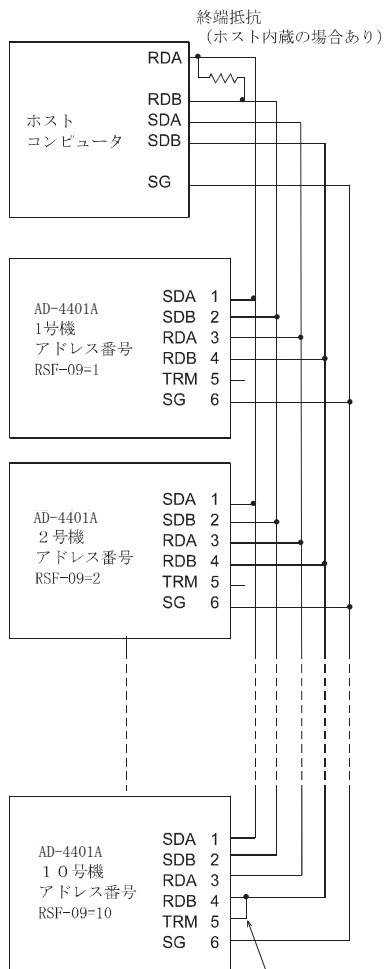 終端抵抗
（ホスト内蔵の場合あり）
ホスト
コンピュータ
RDA
RDB
SDA
SDB
SG
AD-4401A
1号機
アドレス番号
RSF-09=1
SDA 1
SDB 2
RDA 3
RDB 4
TRM 5
SG 6
AD-4401A
２号機
アドレス番号
RSF-09=2
SDA 1
SDB 2
RDA 3
RDB 4
TRM 5
SG 6
AD-4401A
１０号機
アドレス番号
RSF-09=10
SDA 1
SDB 2
RDA 3
RDB 4
TRM 5
SG 6